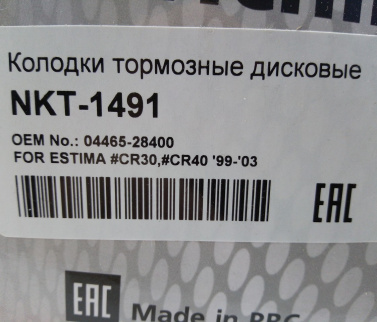 Колодки тормозные дисковые
NKT-1491
OEM No.: 04465-28400
FOR ESTIMA #CR30,#CR40 '99-'03
EAC
EAC
Made in PRC